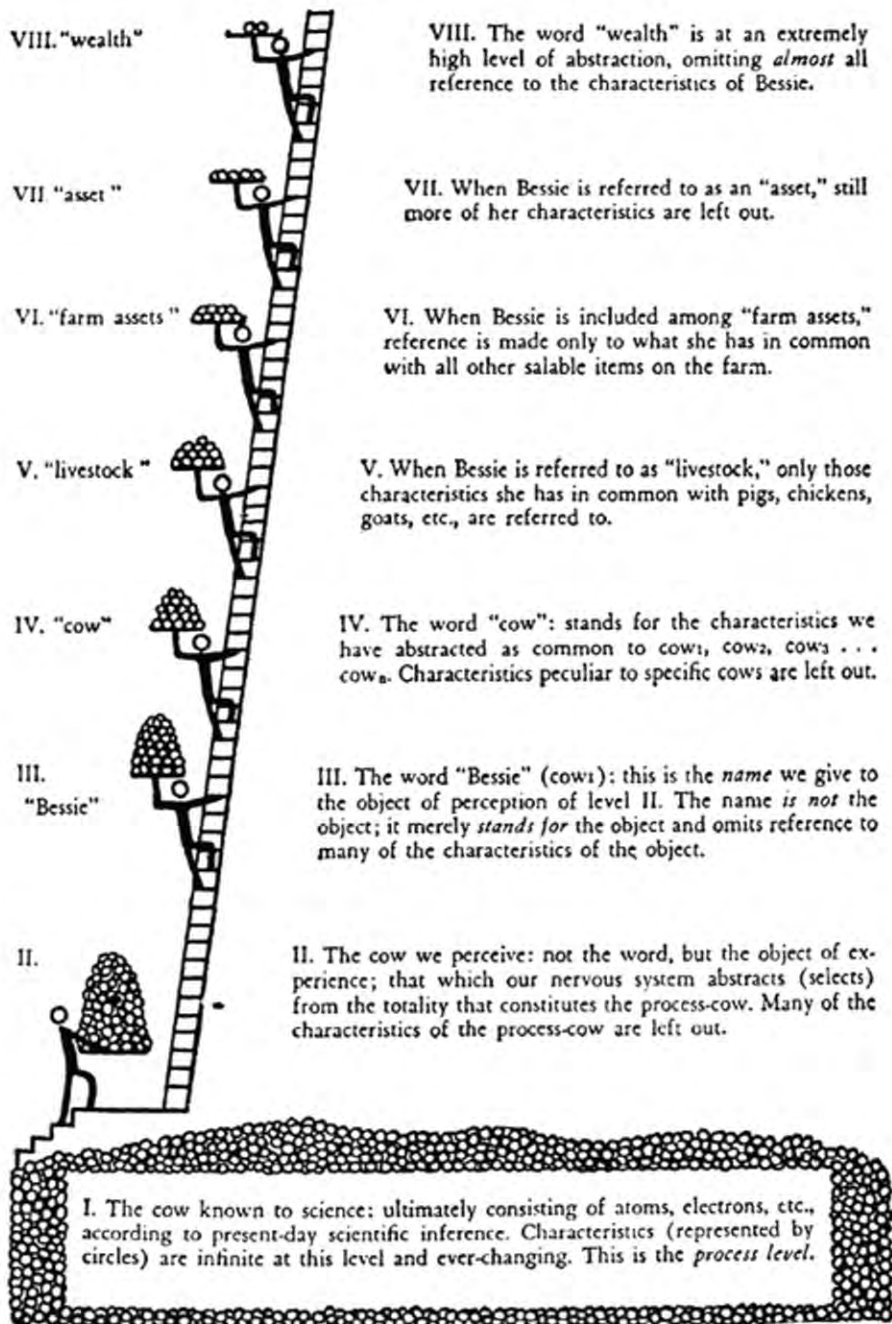 VIII. "wealth"
VIII. The word "wealth" is at an extremely
high level of abstraction, omitting almost all
reference to the characteristics of Bessie.
VII "asset"
VII. When Bessie is referred to as an "asset," still
more of her characteristics are left out.
VI. "farm assets"
VI. When Bessie is included among "farm assets,"
reference is made only to what she has in common
with all other salable items on the farm.
V. "livestock"
V. When Bessie is referred to as "livestock," only those
characteristics she has in common with pigs, chickens,
goats, etc., are referred to.
IV. "cow"
IV. The word "cow": stands for the characteristics we
have abstracted as common to cow₁, cow₂, cow₃ . . .
cowₙ. Characteristics peculiar to specific cows are left out.
III.
"Bessie"
III. The word "Bessie" (cow₁): this is the name we give to
the object of perception of level II. The name is not the
object; it merely stands for the object and omits reference to
many of the characteristics of the object.
II.
II. The cow we perceive: not the word, but the object of ex-
perience; that which our nervous system abstracts (selects)
from the totality that constitutes the process-cow. Many of the
characteristics of the process-cow are left out.
I. The cow known to science: ultimately consisting of atoms, electrons, etc.,
according to present-day scientific inference. Characteristics (represented by
circles) are infinite at this level and ever-changing. This is the process level.